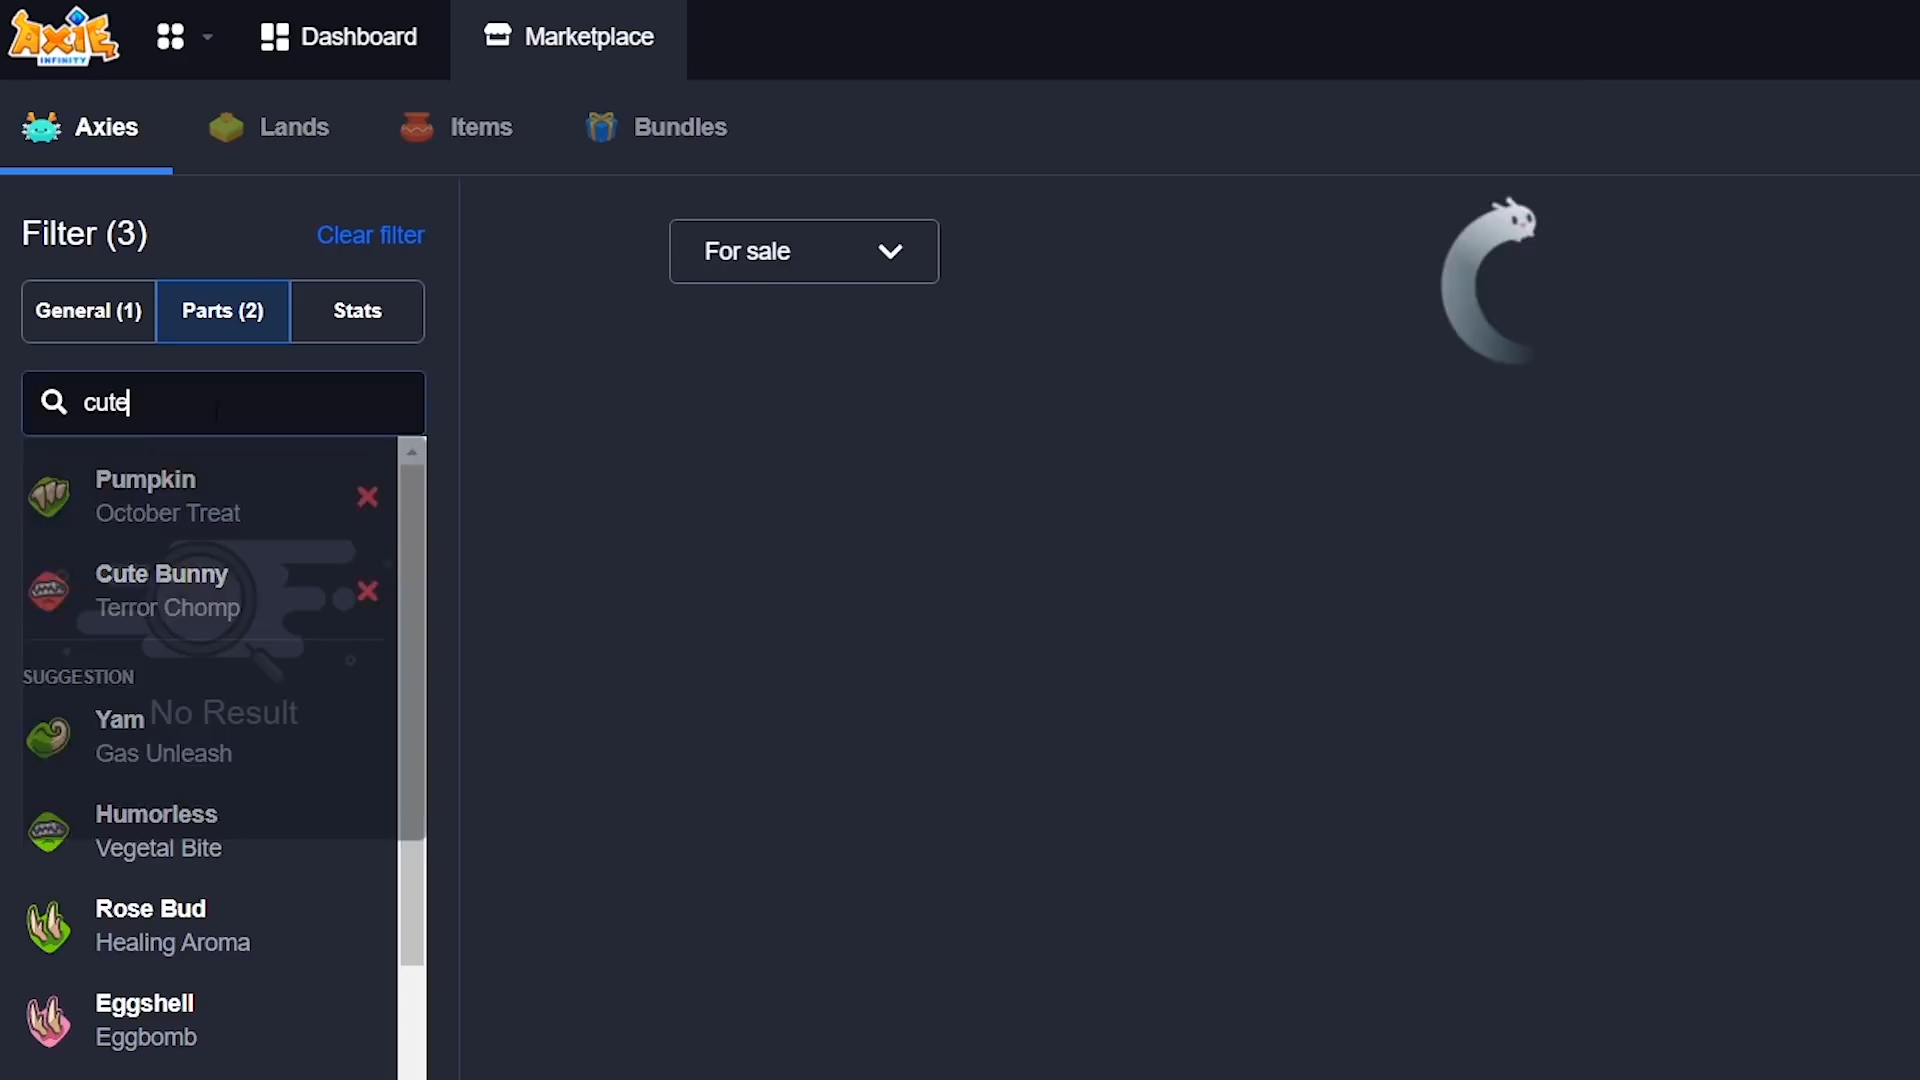 AXIE
INFINITY
Dashboard
Marketplace
Axies
Lands
Items
Bundles
Filter (3)
Clear filter
General (1)
Parts (2)
Stats
For sale
cute
Pumpkin
October Treat
Cute Bunny
Terror Chomp
SUGGESTION
No Result
Yam
Gas Unleash
Humorless
Vegetal Bite
Rose Bud
Healing Aroma
Eggshell
Eggbomb